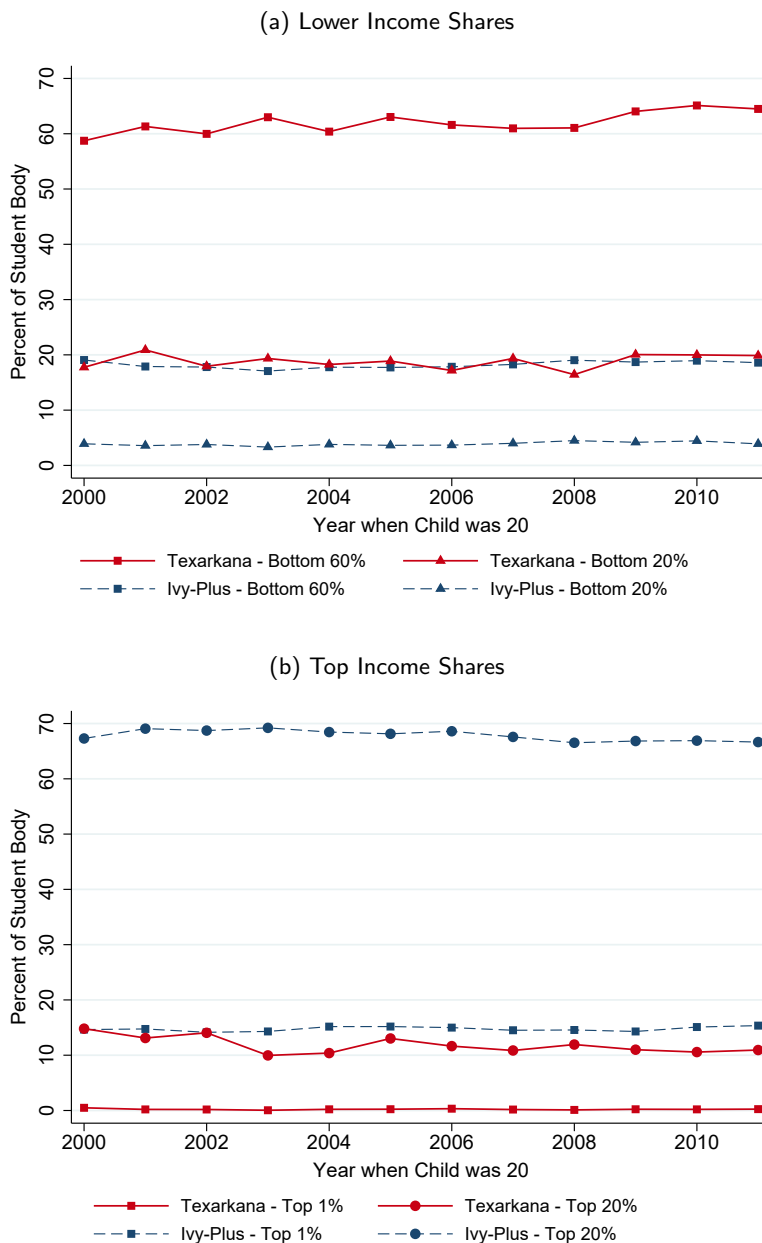 (a) Lower Income Shares
70
60
50
40
30
20
10
0
Percent of Student Body
2000 2002 2004 2006 2008 2010
Year when Child was 20
Texarkana - Bottom 60% Texarkana - Bottom 20%
Ivy-Plus - Bottom 60% Ivy-Plus - Bottom 20%
(b) Top Income Shares
70
60
50
40
30
20
10
0
Percent of Student Body
2000 2002 2004 2006 2008 2010
Year when Child was 20
Texarkana - Top 1% Texarkana - Top 20%
Ivy-Plus - Top 1% Ivy-Plus - Top 20%